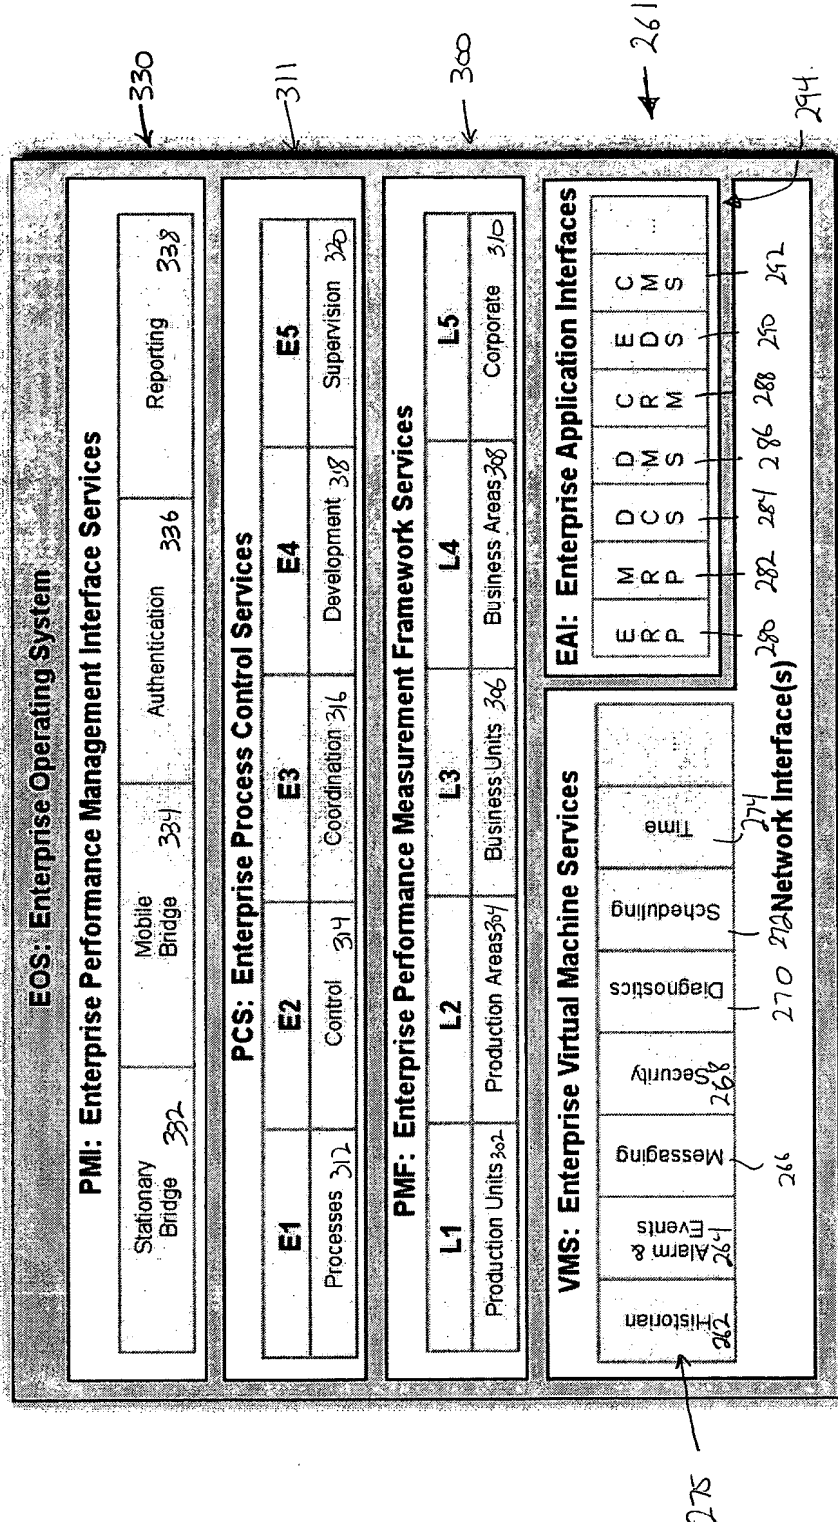 EOS: Enterprise Operating System
PMI: Enterprise Performance Management Interface Services
330
Stationary Bridge 332
Mobile Bridge 334
Authentication 336
Reporting 338
PCS: Enterprise Process Control Services
311
E1 E2 E3 E4 E5
Processes 312
Control 314
Coordination 316
Development 318
Supervision 320
PMF: Enterprise Performance Measurement Framework Services
300
L1 L2 L3 L4 L5
Production Units 302
Production Areas 304
Business Units 306
Business Areas 308
Corporate 310
VMS: Enterprise Virtual Machine Services
Historian 262
Alarm & Events 264
Messaging
Security 268
Diagnostics
Scheduling
Time
...
275
266
270
272
274
EAI: Enterprise Application Interfaces
261
ERP
MRP
DCS
DMS
CRM
EDS
CMS
...
280 282 284 286 288 290 292
294.
Network Interface(s)